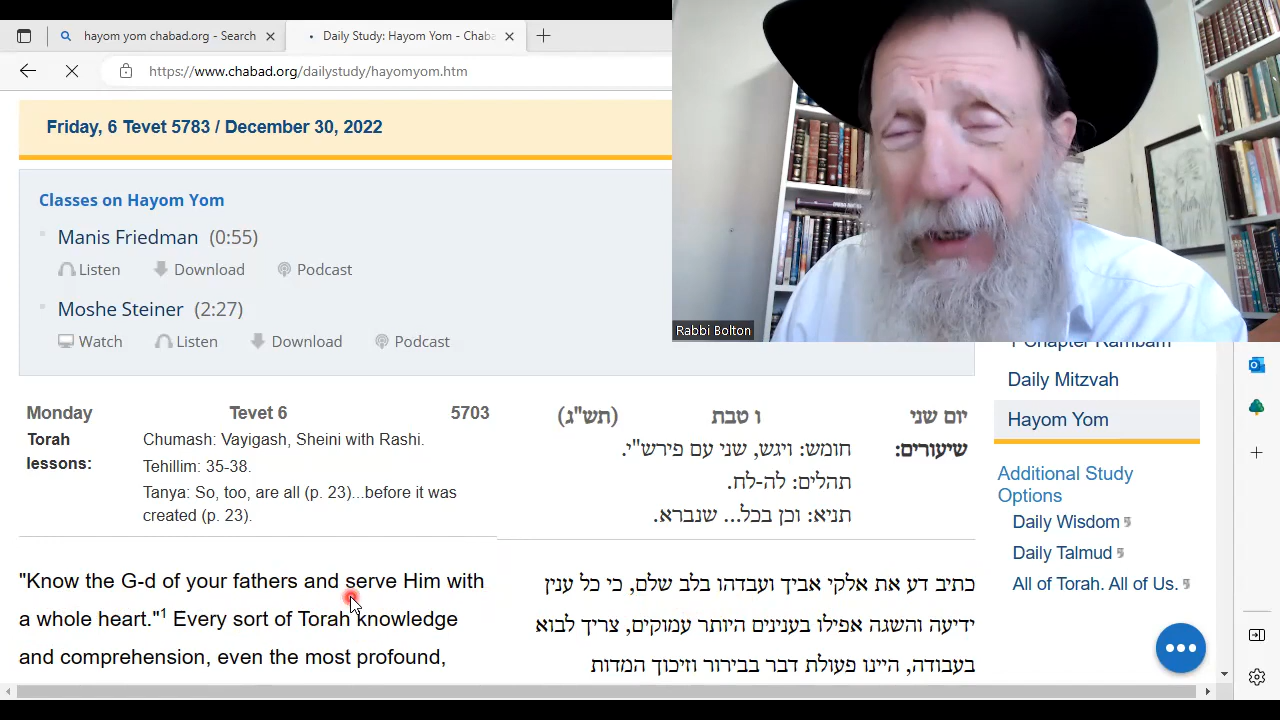 hayom yom chabad.org - Search
Daily Study: Hayom Yom - Chaba
https://www.chabad.org/dailystudy/hayomyom.htm
Friday, 6 Tevet 5783 / December 30, 2022
Classes on Hayom Yom
Manis Friedman (0:55)
Listen Download Podcast
Moshe Steiner (2:27)
Watch Listen Download Podcast
Rabbi Bolton
Monday Tevet 6 5703
Torah lessons:
Chumash: Vayigash, Sheini with Rashi.
Tehillim: 35-38.
Tanya: So, too, are all (p. 23)...before it was
created (p. 23).
"Know the G-d of your fathers and serve Him with
a whole heart."1 Every sort of Torah knowledge
and comprehension, even the most profound,
יום שני ו טבת (תש"ג)
שיעורים:
חומש: ויגש, שני עם פירש"י.
תהלים: לה-לח.
תניא: וכן בכל... שנברא.
כתיב דע את אלקי אביך ועבדהו בלב שלם, כי כל ענין
ידיעה והשגה אפילו בענינים היותר עמוקים, צריך לבוא
בעבודה, היינו פעולת דבר בבירור וזיכוך המדות
1 Chapter Rambam
Daily Mitzvah
Hayom Yom
Additional Study
Options
Daily Wisdom
Daily Talmud
All of Torah. All of Us.